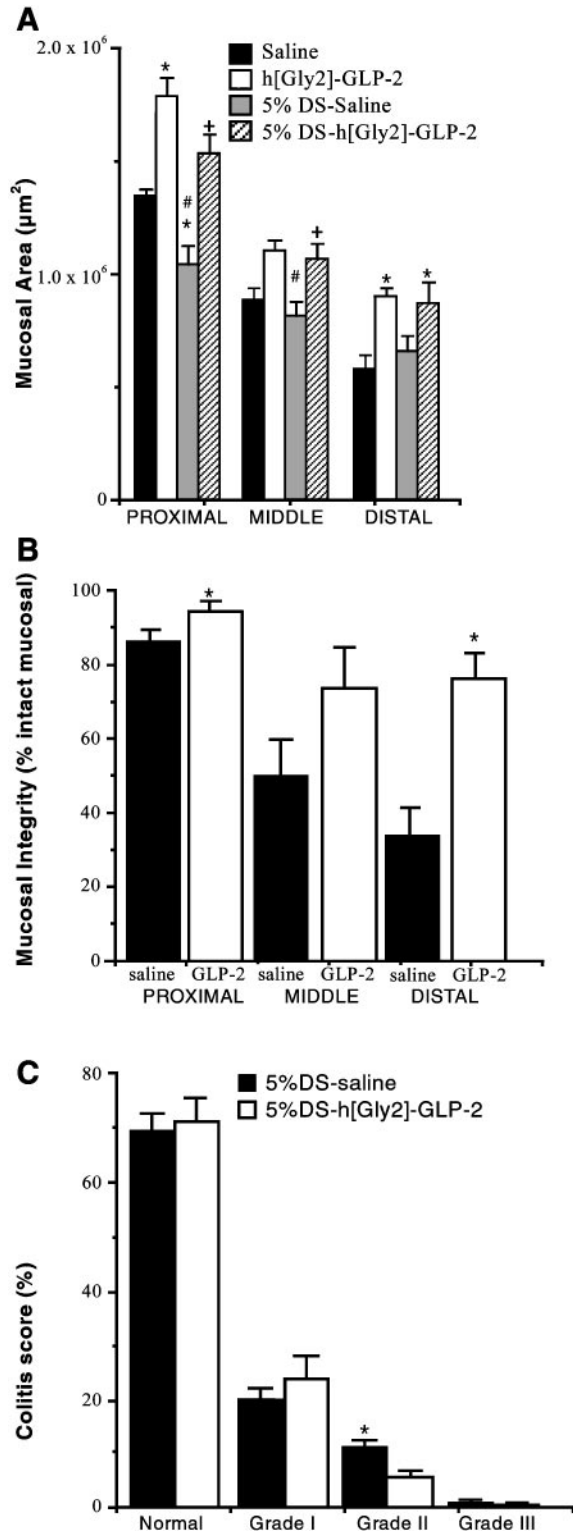 A
Mucosal Area (µm²)
2.0 x 10⁶
1.0 x 10⁶
0
Saline
h[Gly2]-GLP-2
5% DS-Saline
5% DS-h[Gly2]-GLP-2
*
#
*
+
#
+
*
*
PROXIMAL MIDDLE DISTAL
B
Mucosal Integrity (% intact mucosal)
100
80
60
40
20
0
*
*
saline GLP-2 saline GLP-2 saline GLP-2
PROXIMAL MIDDLE DISTAL
C
Colitis score (%)
80
60
40
20
0
5%DS-saline
5%DS-h[Gly2]-GLP-2
*
Normal Grade I Grade II Grade III